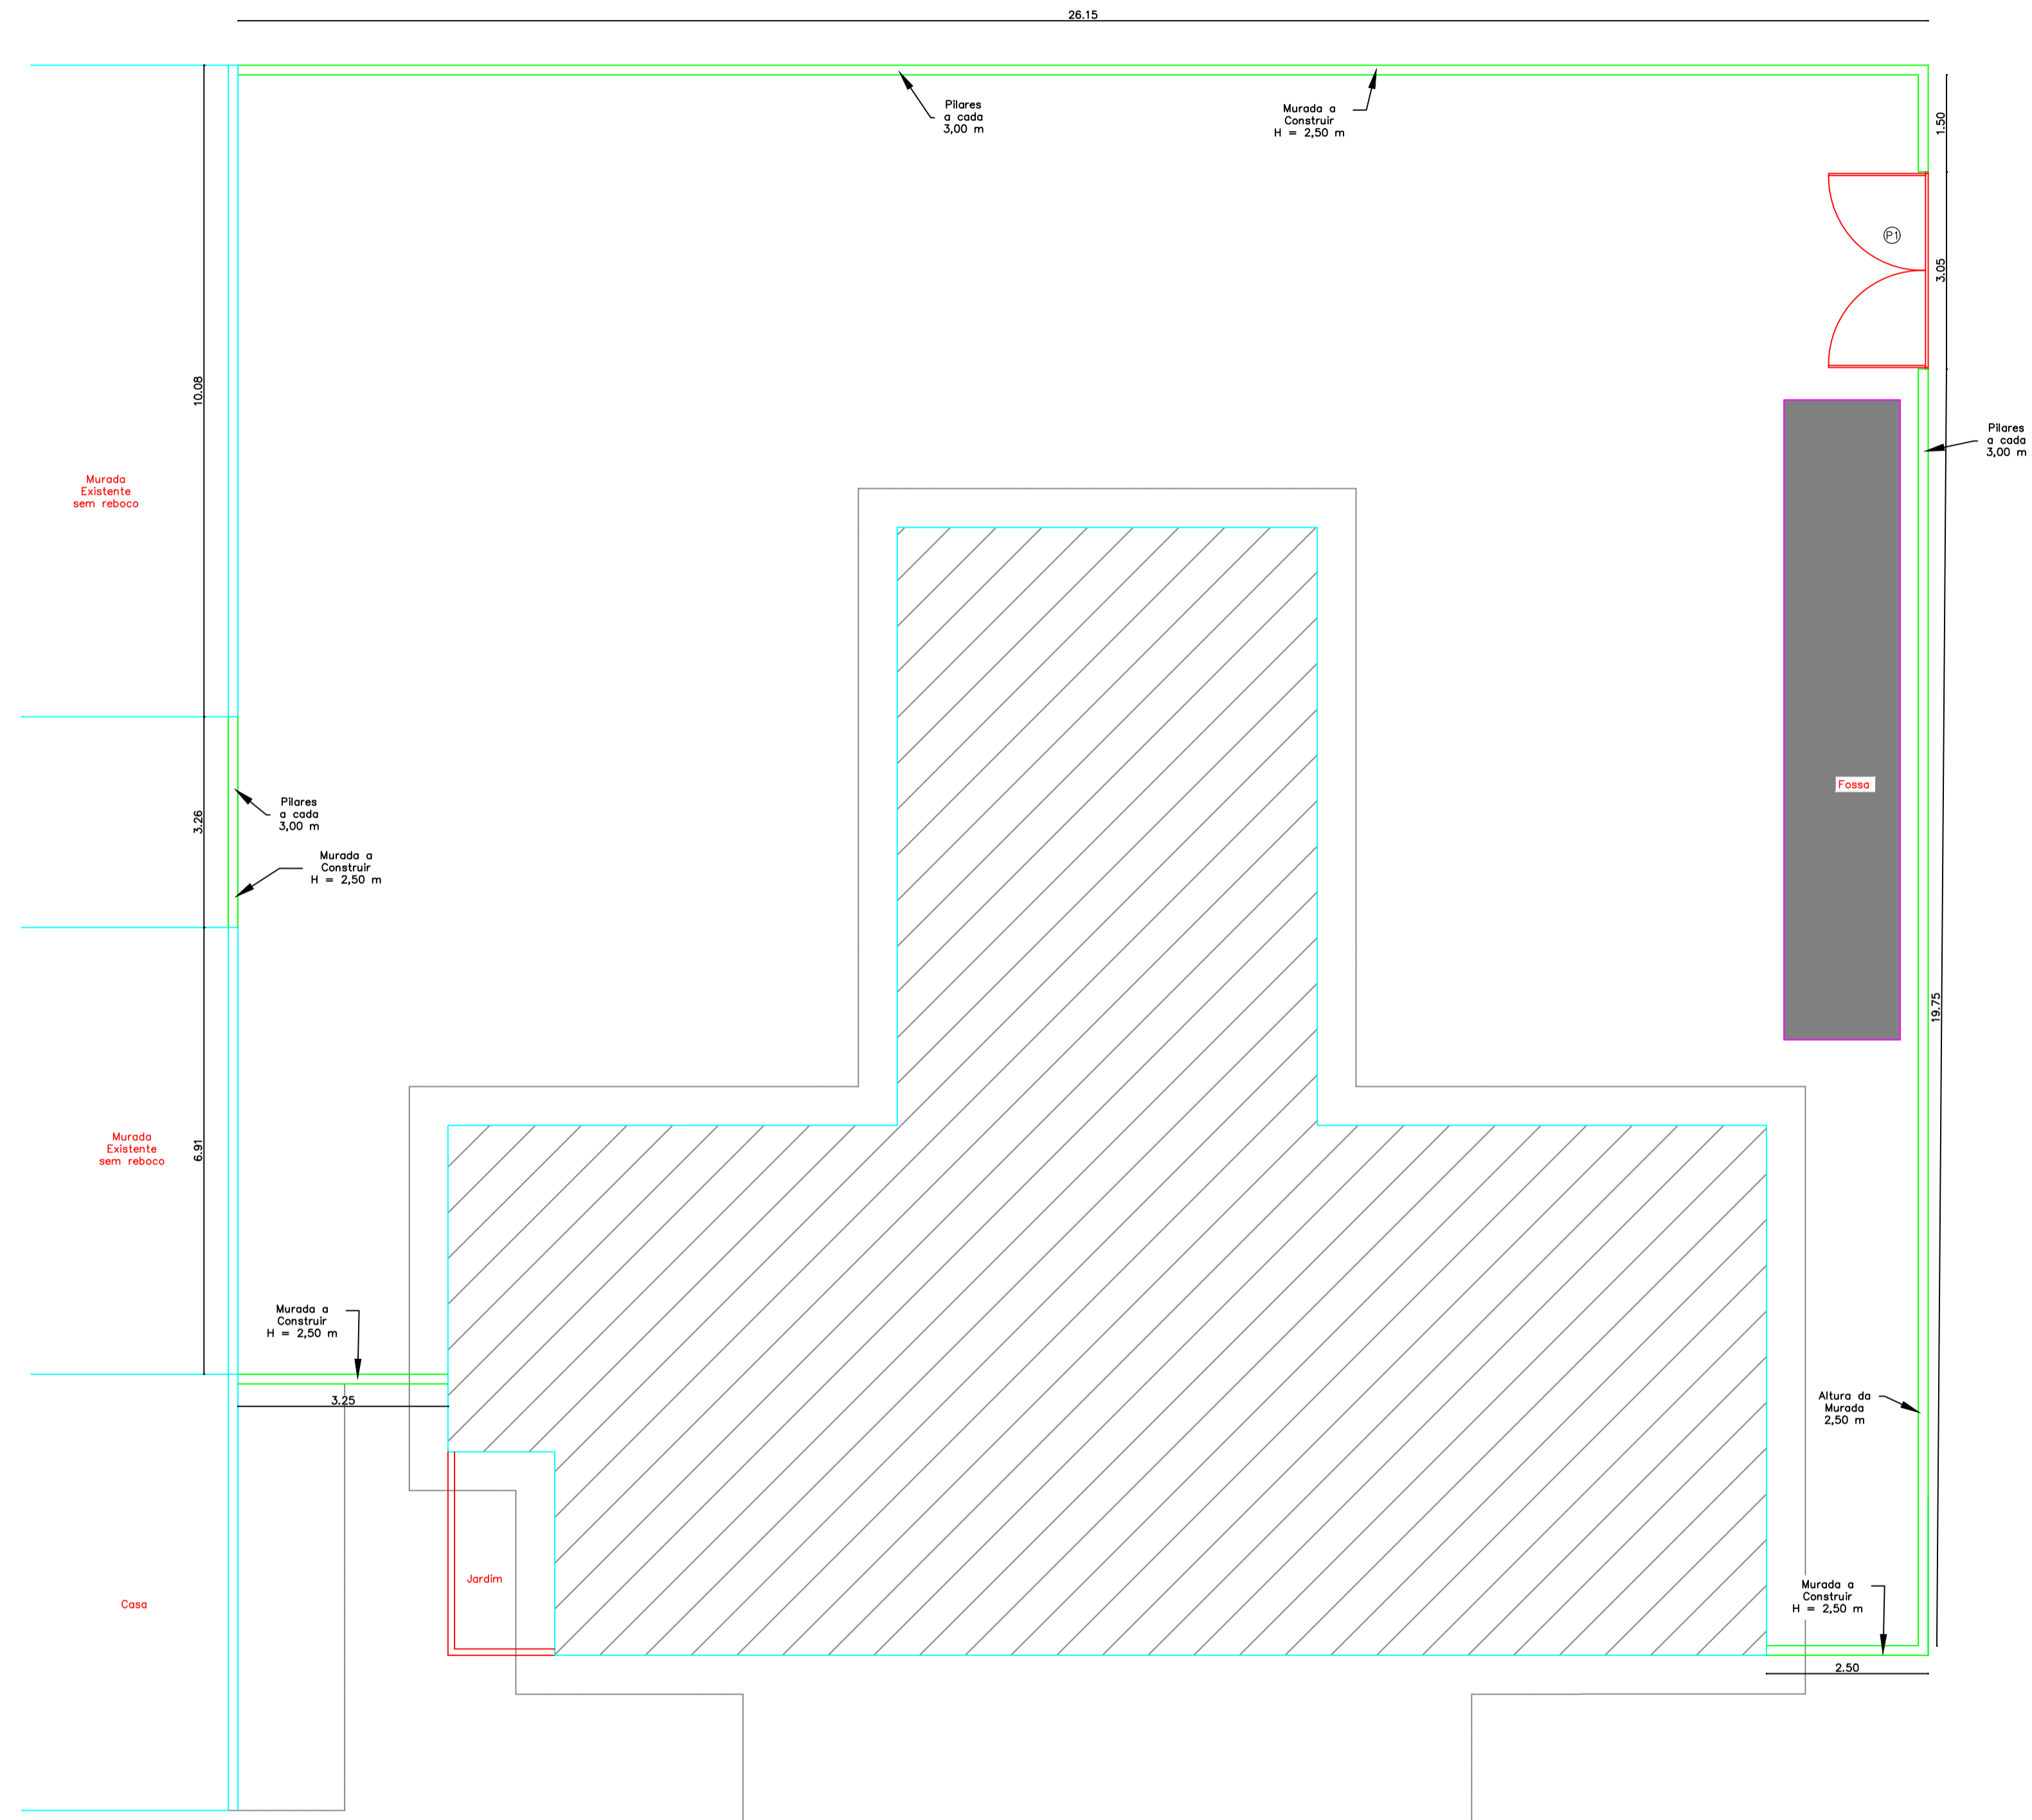 26.15
Pilares
a cada
3,00 m
Murada a
Construir
H = 2,50 m
1.50
P1
3.05
10.08
Pilares
a cada
3,00 m
Murada
Existente
sem reboco
Fossa
Pilares
a cada
3,00 m
3.26
Murada a
Construir
H = 2,50 m
19.75
Murada
Existente
sem reboco
6.91
Murada a
Construir
H = 2,50 m
3.25
Altura da
Murada
2,50 m
Jardim
Casa
Murada a
Construir
H = 2,50 m
2.50